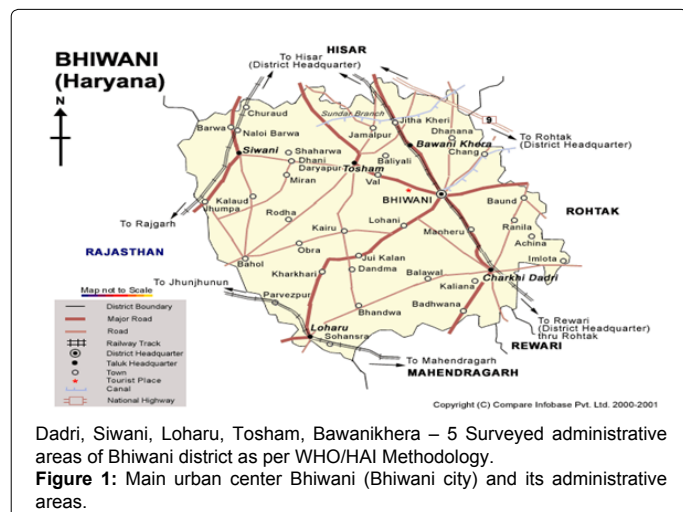 BHIWANI
(Haryana)
N
To Hisar
(District Headquarter)
HISAR
Churaud
Barwa
Naloi Barwa
Siwani
Shaharwa
Dhani
Daryapur
Miran
Sundar Branch
Jamalpur
Jitha Kheri
Dhanana
Bawani Khera
Chang
9
To Rohtak
(District Headquarter)
Baliyali
Tosham
Val
BHIWANI
Kalaud
Jhumpa
To Rajgarh
Rodha
Kairu
Lohani
Manheru
Baund
ROHTAK
Ranila
Achina
Imlota
RAJASTHAN
Bahol
Obra
Jui Kalan
Dandma
Kharkhari
Balawal
Kaliana
Charkhi Dadri
To Jhunjhunun
Parvezpur
Bhandwa
Badhwana
To Rewari
(District Headquarter)
thru Rohtak
REWARI
Loharu
Sohansra
To Mahendragarh
MAHENDRAGARH
Map not to Scale
District Boundary
Major Road
Road
Railway Track
District Headquarter
Taluk Headquarter
Town
Tourist Place
Canal
National Highway
Copyright (C) Compare Infobase Pvt. Ltd. 2000-2001
Dadri, Siwani, Loharu, Tosham, Bawanikhera – 5 Surveyed administrative
areas of Bhiwani district as per WHO/HAI Methodology.
Figure 1: Main urban center Bhiwani (Bhiwani city) and its administrative
areas.